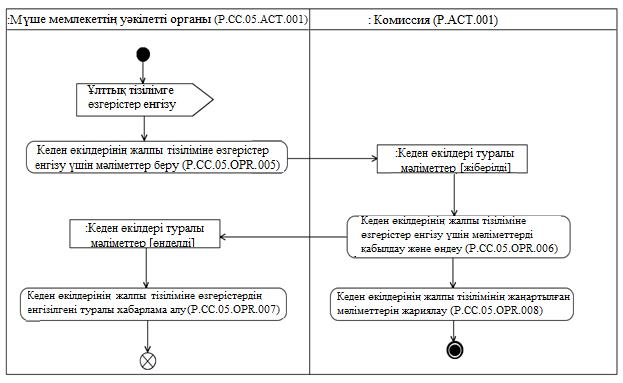 :Мүше мемлекеттің уәкілетті органы (P.CC.05.ACT.001)
: Комиссия (P.ACT.001)
Ұлттық тізілімге
өзгерістер енгізу
Кеден өкілдерінің жалпы тізіліміне өзгерістер
енгізу үшін мәліметтер беру (P.CC.05.OPR.005)
:Кеден өкілдері туралы
мәліметтер [жіберілді]
Кеден өкілдерінің жалпы тізіліміне
өзгерістер енгізу үшін мәліметтерді
қабылдау және өңдеу (P.CC.05.OPR.006)
:Кеден өкілдері туралы
мәліметтер [өңделді]
Кеден өкілдерінің жалпы тізіліміне өзгерістердің
енгізілгені туралы хабарлама алу(P.CC.05.OPR.007)
Кеден өкілдерінің жалпы тізілімінің жаңартылған
мәліметтерін жариялау (P.CC.05.OPR.008)